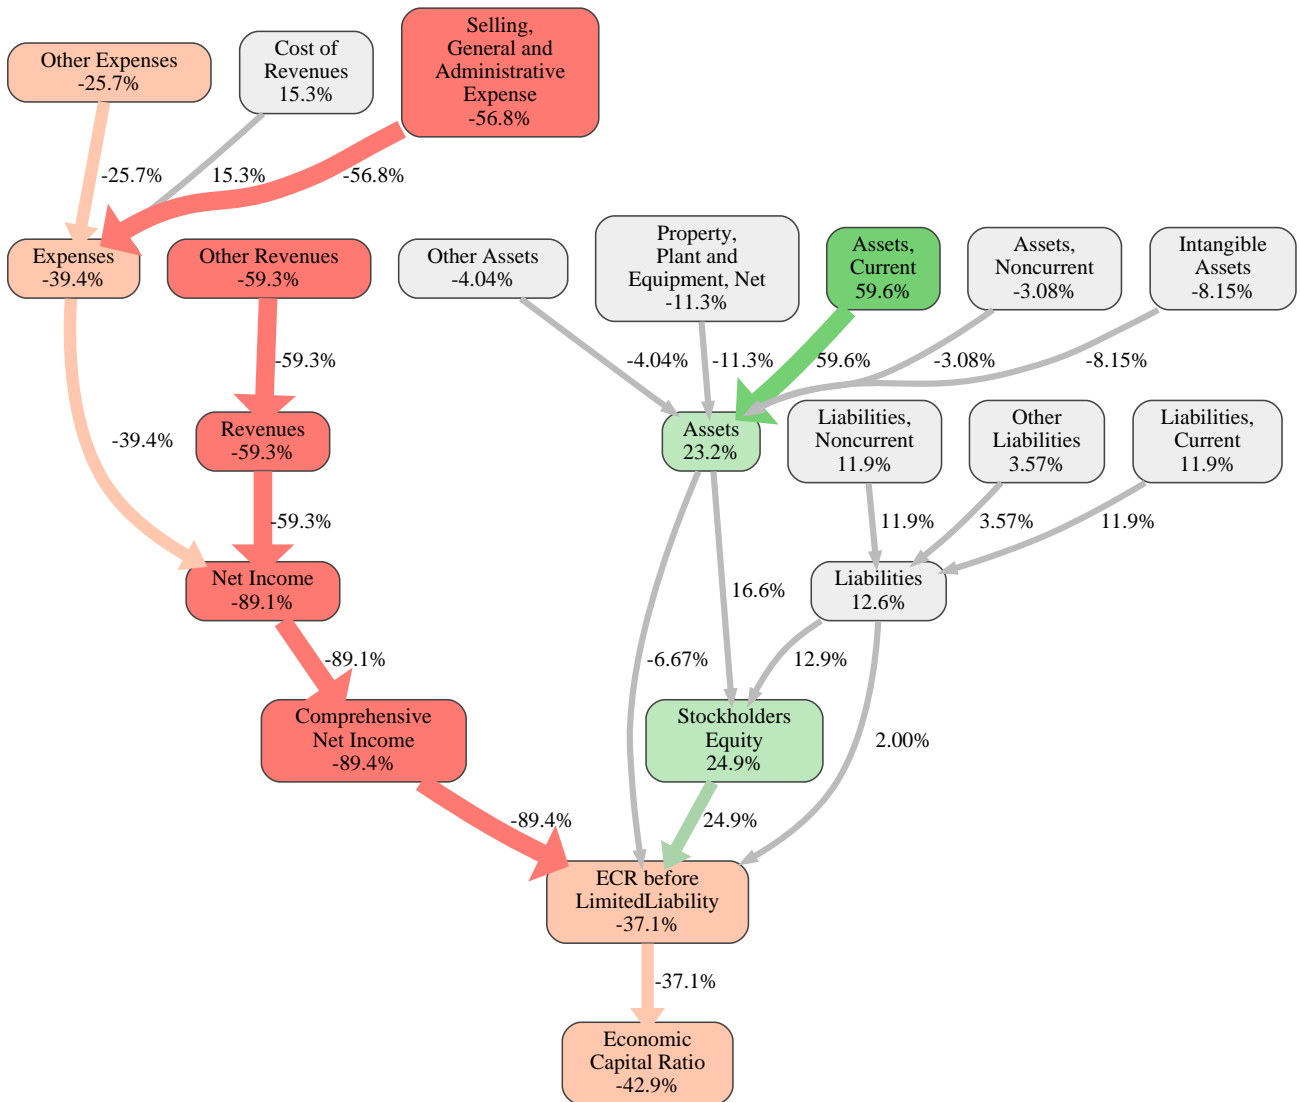 Other Expenses
-25.7%
Cost of
Revenues
15.3%
Selling,
General and
Administrative
Expense
-56.8%
-25.7%
15.3%
-56.8%
Expenses
-39.4%
Other Revenues
-59.3%
Other Assets
-4.04%
Property,
Plant and
Equipment, Net
-11.3%
Assets,
Current
59.6%
Assets,
Noncurrent
-3.08%
Intangible
Assets
-8.15%
-59.3%
-4.04%
-11.3%
59.6%
-3.08%
-8.15%
-39.4%
Revenues
-59.3%
Assets
23.2%
Liabilities,
Noncurrent
11.9%
Other
Liabilities
3.57%
Liabilities,
Current
11.9%
-59.3%
11.9%
3.57%
11.9%
Net Income
-89.1%
16.6%
Liabilities
12.6%
-89.1%
-6.67%
12.9%
Comprehensive
Net Income
-89.4%
Stockholders
Equity
24.9%
2.00%
-89.4%
24.9%
ECR before
LimitedLiability
-37.1%
-37.1%
Economic
Capital Ratio
-42.9%